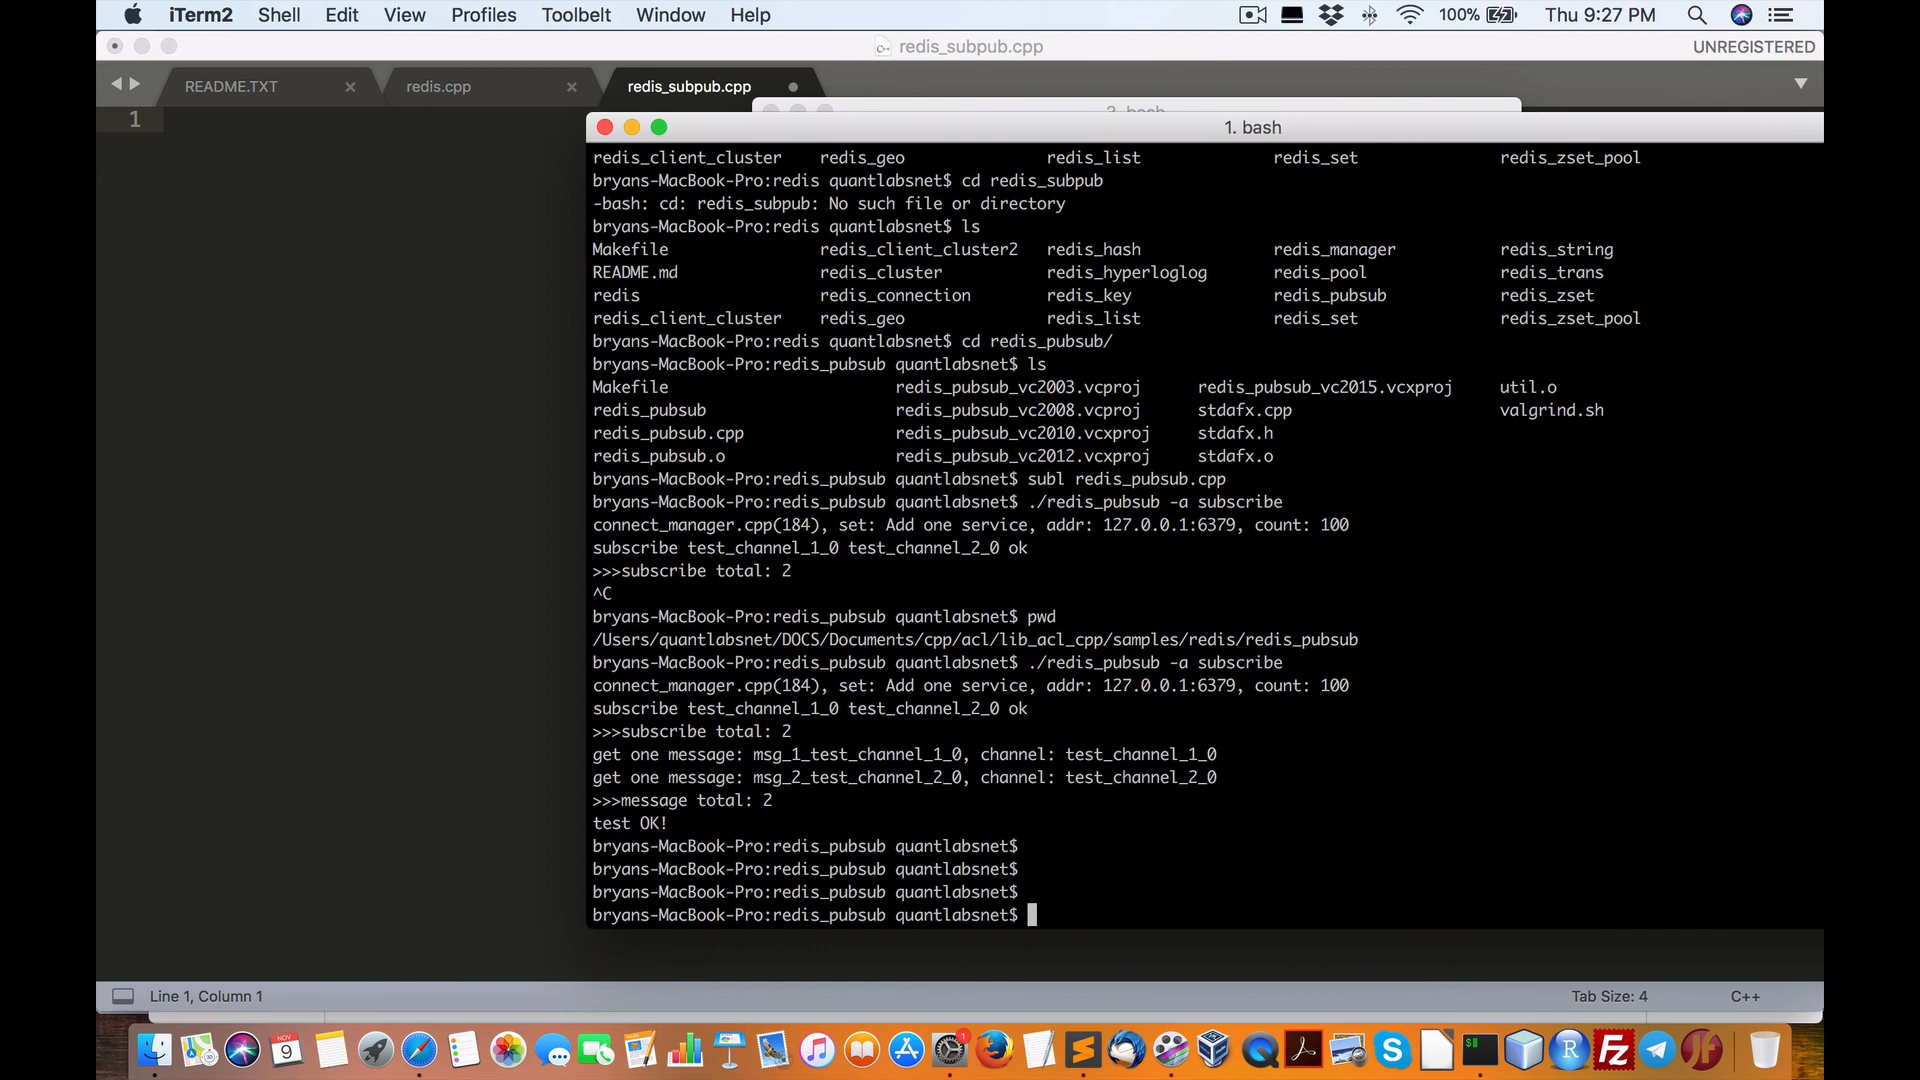 iTerm2 Shell Edit View Profiles Toolbelt Window Help 100% Thu 9:27 PM
redis_subpub.cpp UNREGISTERED
README.TXT redis.cpp redis_subpub.cpp
1
1. bash
redis_client_cluster redis_geo redis_list redis_set redis_zset_pool
bryans-MacBook-Pro:redis quantlabsnet$ cd redis_subpub
-bash: cd: redis_subpub: No such file or directory
bryans-MacBook-Pro:redis quantlabsnet$ ls
Makefile redis_client_cluster2 redis_hash redis_manager redis_string
README.md redis_cluster redis_hyperloglog redis_pool redis_trans
redis redis_connection redis_key redis_pubsub redis_zset
redis_client_cluster redis_geo redis_list redis_set redis_zset_pool
bryans-MacBook-Pro:redis quantlabsnet$ cd redis_pubsub/
bryans-MacBook-Pro:redis_pubsub quantlabsnet$ ls
Makefile redis_pubsub_vc2003.vcproj redis_pubsub_vc2015.vcxproj util.o
redis_pubsub redis_pubsub_vc2008.vcproj stdafx.cpp valgrind.sh
redis_pubsub.cpp redis_pubsub_vc2010.vcxproj stdafx.h
redis_pubsub.o redis_pubsub_vc2012.vcxproj stdafx.o
bryans-MacBook-Pro:redis_pubsub quantlabsnet$ subl redis_pubsub.cpp
bryans-MacBook-Pro:redis_pubsub quantlabsnet$ ./redis_pubsub -a subscribe
connect_manager.cpp(184), set: Add one service, addr: 127.0.0.1:6379, count: 100
subscribe test_channel_1_0 test_channel_2_0 ok
>>>subscribe total: 2
^C
bryans-MacBook-Pro:redis_pubsub quantlabsnet$ pwd
/Users/quantlabsnet/DOCS/Documents/cpp/acl/lib_acl_cpp/samples/redis/redis_pubsub
bryans-MacBook-Pro:redis_pubsub quantlabsnet$ ./redis_pubsub -a subscribe
connect_manager.cpp(184), set: Add one service, addr: 127.0.0.1:6379, count: 100
subscribe test_channel_1_0 test_channel_2_0 ok
>>>subscribe total: 2
get one message: msg_1_test_channel_1_0, channel: test_channel_1_0
get one message: msg_2_test_channel_2_0, channel: test_channel_2_0
>>>message total: 2
test OK!
bryans-MacBook-Pro:redis_pubsub quantlabsnet$
bryans-MacBook-Pro:redis_pubsub quantlabsnet$
bryans-MacBook-Pro:redis_pubsub quantlabsnet$
bryans-MacBook-Pro:redis_pubsub quantlabsnet$
Line 1, Column 1 Tab Size: 4 C++
NOV
9